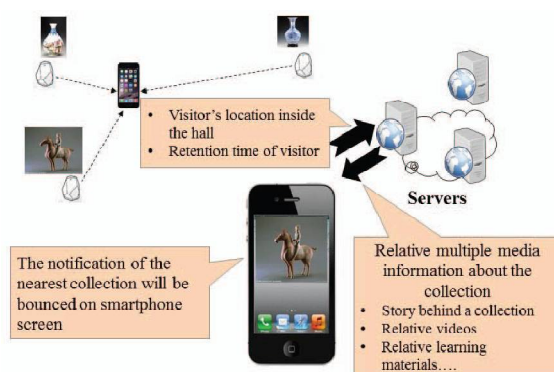 • Visitor's location inside
the hall
• Retention time of visitor
Servers
The notification of the
nearest collection will be
bounced on smartphone
screen
Relative multiple media
information about the
collection
• Story behind a collection
• Relative videos
• Relative learning
materials….